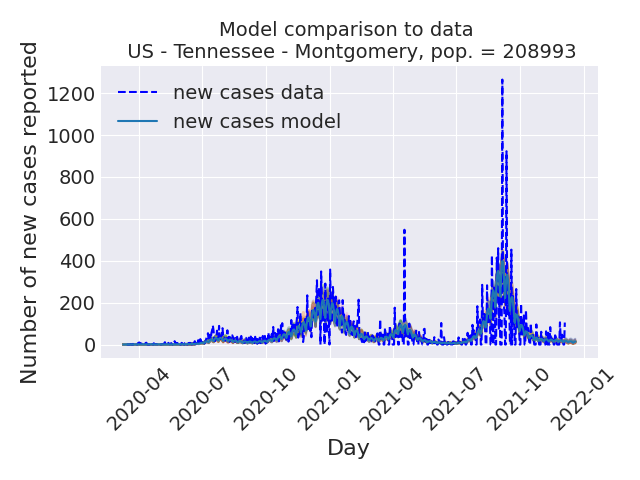 Model comparison to data
US - Tennessee - Montgomery, pop. = 208993
new cases data
new cases model
Number of new cases reported
1200
1000
800
600
400
200
0
2020-04
2020-07
2020-10
2021-01
2021-04
2021-07
2021-10
2022-01
Day